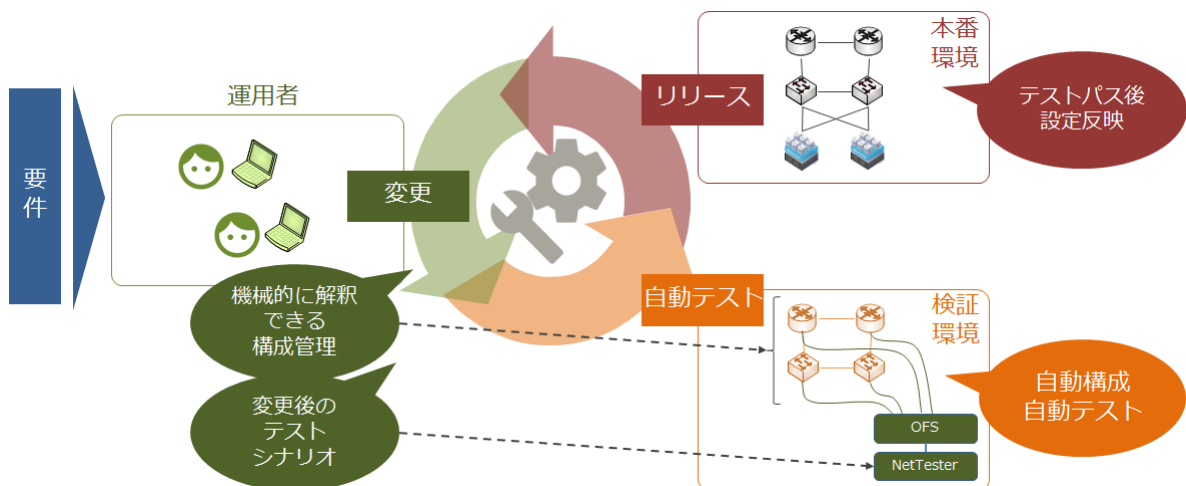 要
件
運用者
変更
機械的に解釈
できる
構成管理
変更後の
テスト
シナリオ
リリース
本番
環境
テストパス後
設定反映
自動テスト
検証
環境
自動構成
自動テスト
OFS
NetTester